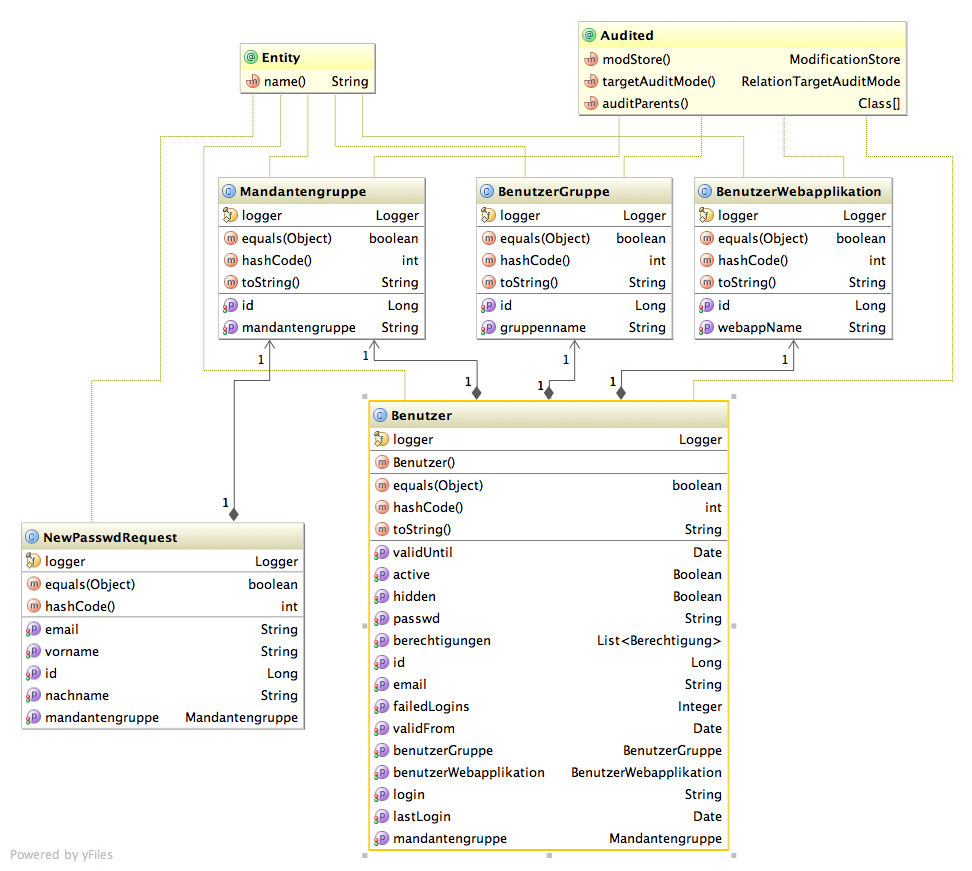 Entity
name() String
Audited
modStore() ModificationStore
targetAuditMode() RelationTargetAuditMode
auditParents() Class[]
Mandantengruppe
logger Logger
equals(Object) boolean
hashCode() int
toString() String
id Long
mandantengruppe String
BenutzerGruppe
logger Logger
equals(Object) boolean
hashCode() int
toString() String
id Long
gruppenname String
BenutzerWebapplikation
logger Logger
equals(Object) boolean
hashCode() int
toString() String
id Long
webappName String
1
1
1
1
1
1
1
1
Benutzer
logger Logger
Benutzer()
equals(Object) boolean
hashCode() int
toString() String
validUntil Date
active Boolean
hidden Boolean
passwd String
berechtigungen List<Berechtigung>
id Long
email String
failedLogins Integer
validFrom Date
benutzerGruppe BenutzerGruppe
benutzerWebapplikation BenutzerWebapplikation
login String
lastLogin Date
mandantengruppe Mandantengruppe
NewPasswdRequest
logger Logger
equals(Object) boolean
hashCode() int
email String
vorname String
id Long
nachname String
mandantengruppe Mandantengruppe
Powered by yFiles